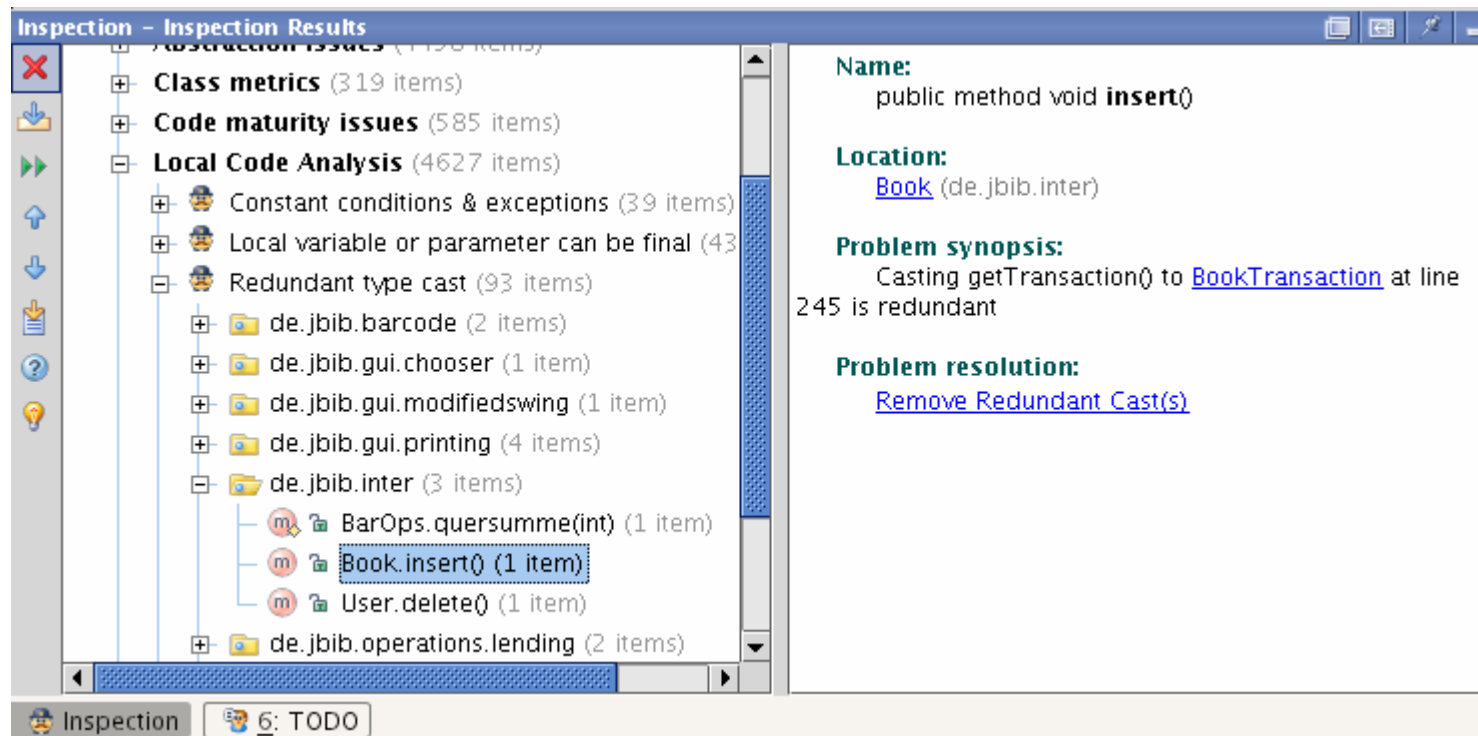 Inspection – Inspection Results
Abstraction issues (1498 items)
Class metrics (319 items)
Code maturity issues (585 items)
Local Code Analysis (4627 items)
Constant conditions & exceptions (39 items)
Local variable or parameter can be final (43
Redundant type cast (93 items)
de.jbib.barcode (2 items)
de.jbib.gui.chooser (1 item)
de.jbib.gui.modifiedswing (1 item)
de.jbib.gui.printing (4 items)
de.jbib.inter (3 items)
BarOps.quersumme(int) (1 item)
Book.insert() (1 item)
User.delete() (1 item)
de.jbib.operations.lending (2 items)
Name:
public method void insert()
Location:
Book (de.jbib.inter)
Problem synopsis:
Casting getTransaction() to BookTransaction at line
245 is redundant
Problem resolution:
Remove Redundant Cast(s)
Inspection
6: TODO